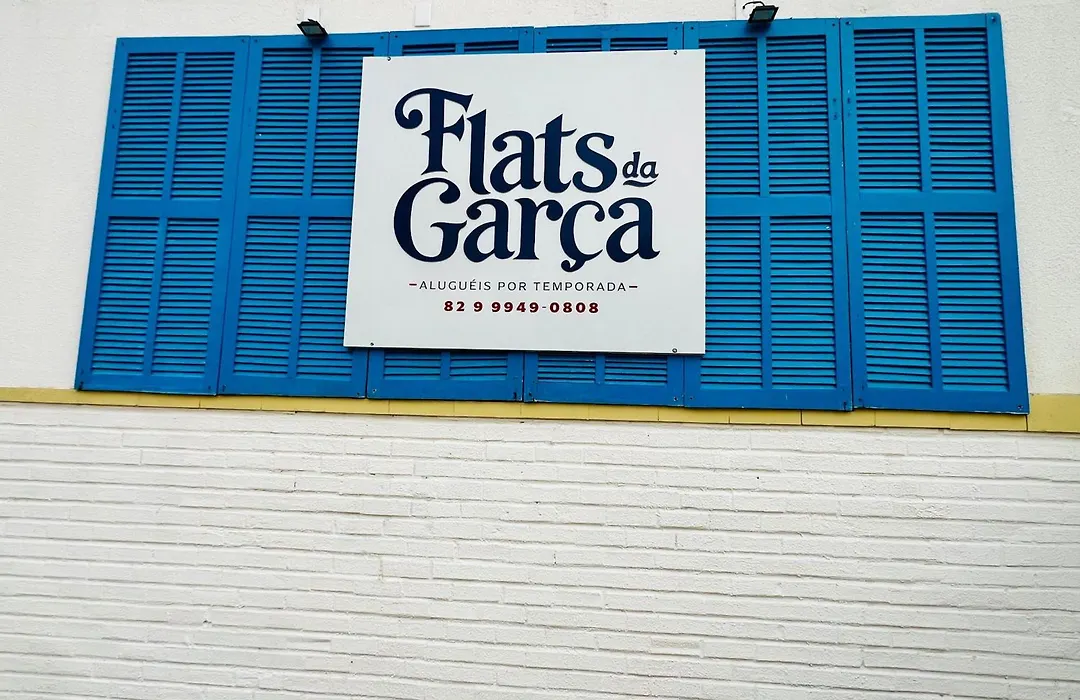 Flats da
Garça
-ALUGUÉIS POR TEMPORADA-
82 9 9949-0808